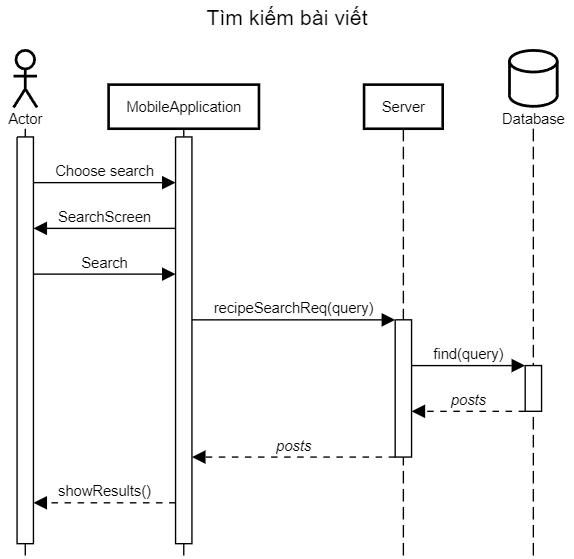 Tìm kiếm bài viết
Actor
MobileApplication
Server
Database
Choose search
SearchScreen
Search
recipeSearchReq(query)
find(query)
posts
posts
showResults()